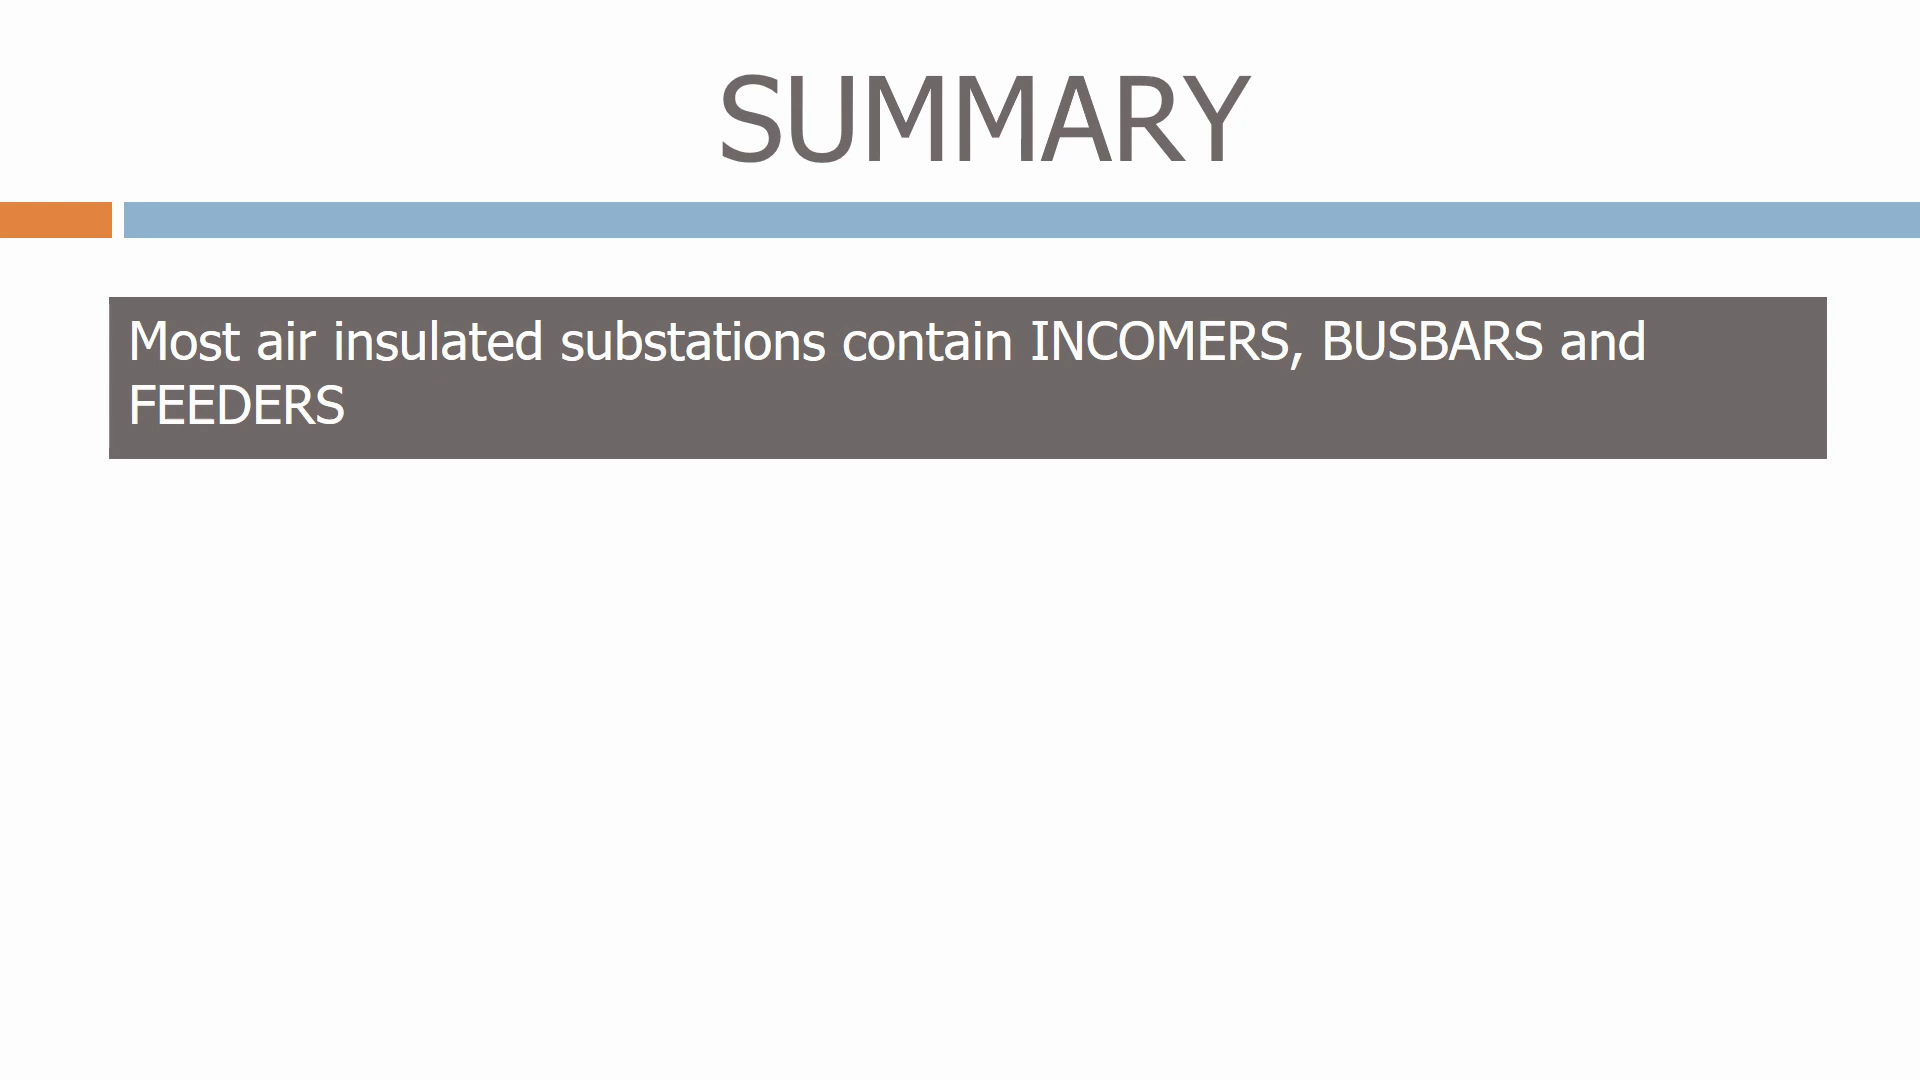 SUMMARY
Most air insulated substations contain INCOMERS, BUSBARS and
FEEDERS